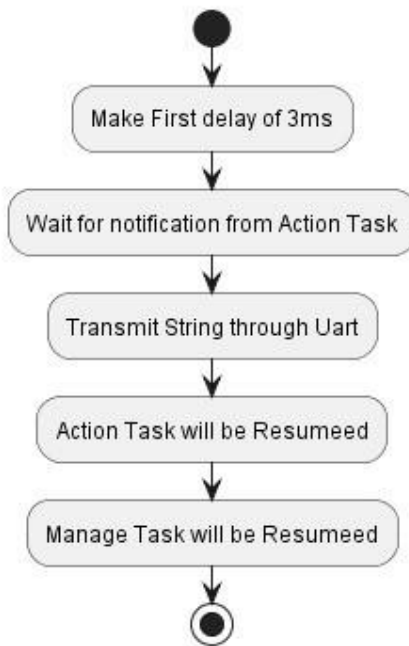 Make First delay of 3ms
Wait for notification from Action Task
Transmit String through Uart
Action Task will be Resumeed
Manage Task will be Resumeed